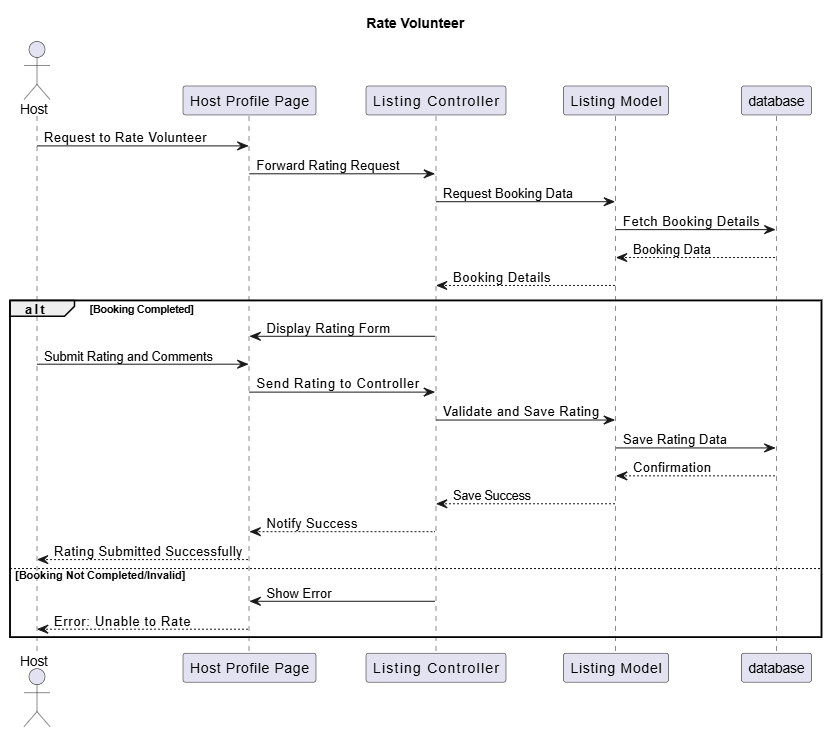 Rate Volunteer
Host
Host Profile Page
Listing Controller
Listing Model
database
Request to Rate Volunteer
Forward Rating Request
Request Booking Data
Fetch Booking Details
Booking Data
Booking Details
alt [Booking Completed]
Display Rating Form
Submit Rating and Comments
Send Rating to Controller
Validate and Save Rating
Save Rating Data
Confirmation
Save Success
Notify Success
Rating Submitted Successfully
[Booking Not Completed/Invalid]
Show Error
Error: Unable to Rate
Host
Host Profile Page
Listing Controller
Listing Model
database